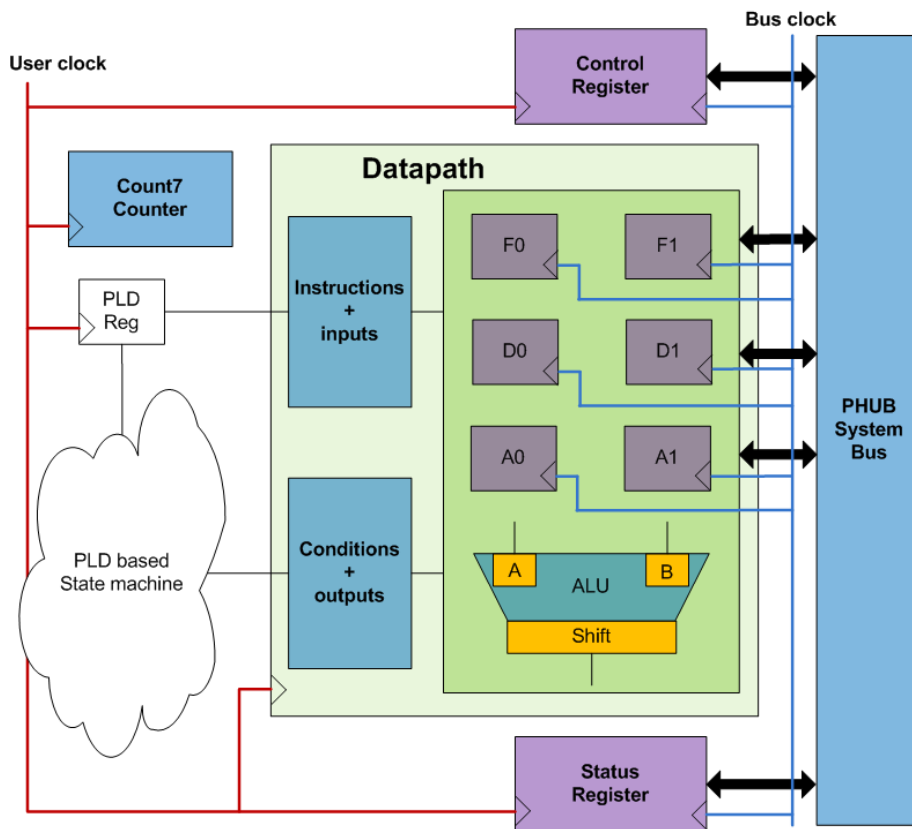 Bus clock
User clock
Control
Register
Count7
Counter
Datapath
F0
F1
Instructions
+
inputs
PLD
Reg
D0
D1
PHUB
System
Bus
A0
A1
Conditions
+
outputs
PLD based
State machine
A
B
ALU
Shift
Status
Register